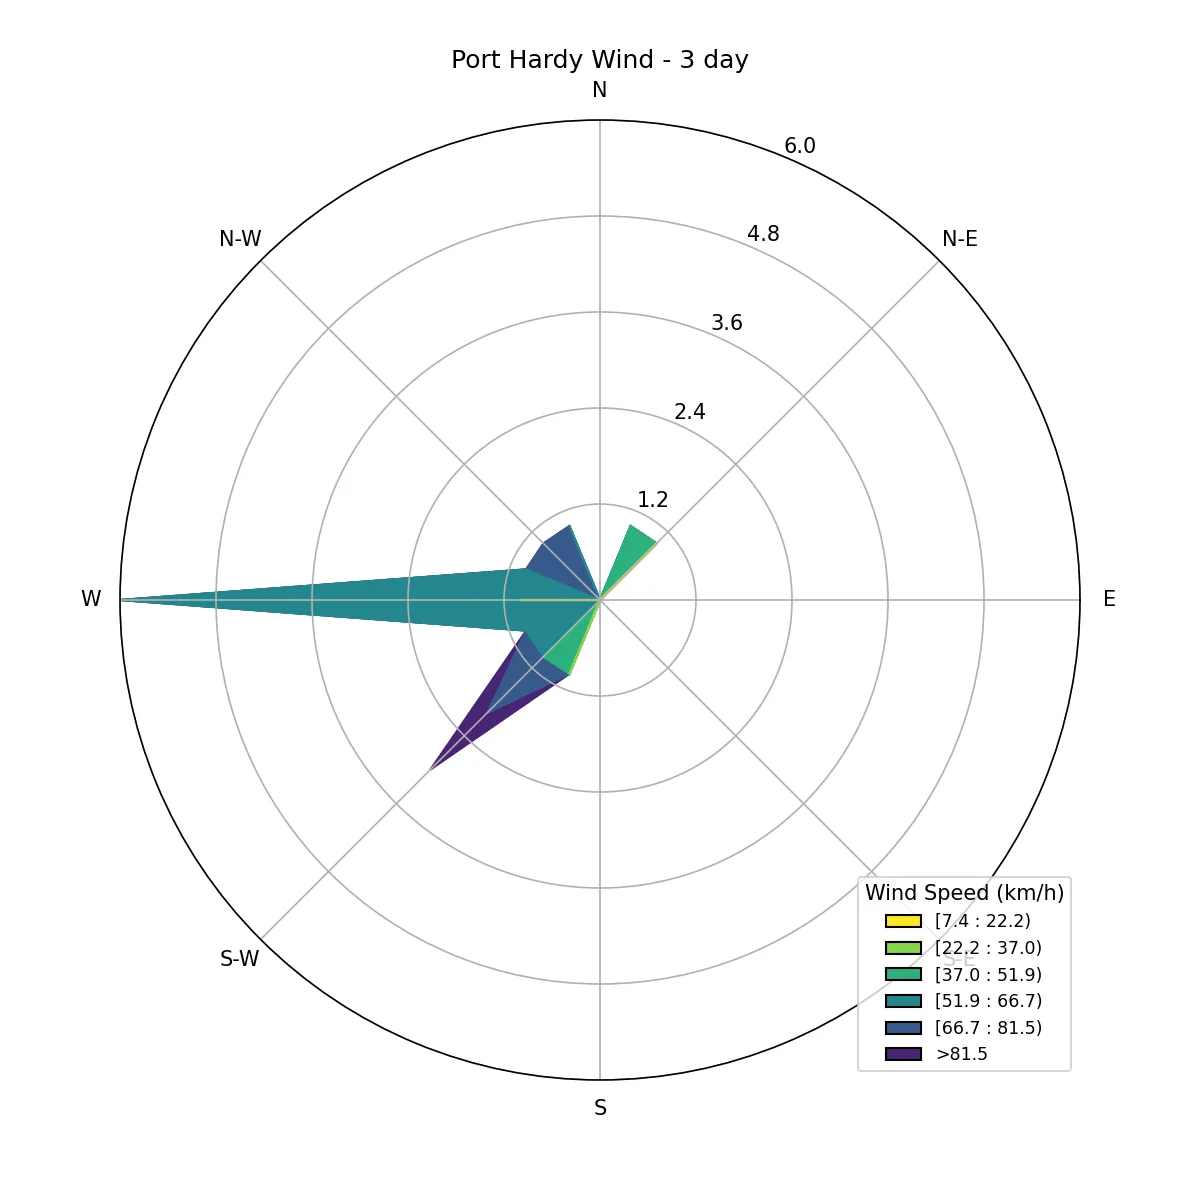 Port Hardy Wind - 3 day
N
6.0
N-W
N-E
4.8
3.6
2.4
1.2
W
E
S-W
S-E
S
Wind Speed (km/h)
[7.4 : 22.2)
[22.2 : 37.0)
[37.0 : 51.9)
[51.9 : 66.7)
[66.7 : 81.5)
>81.5